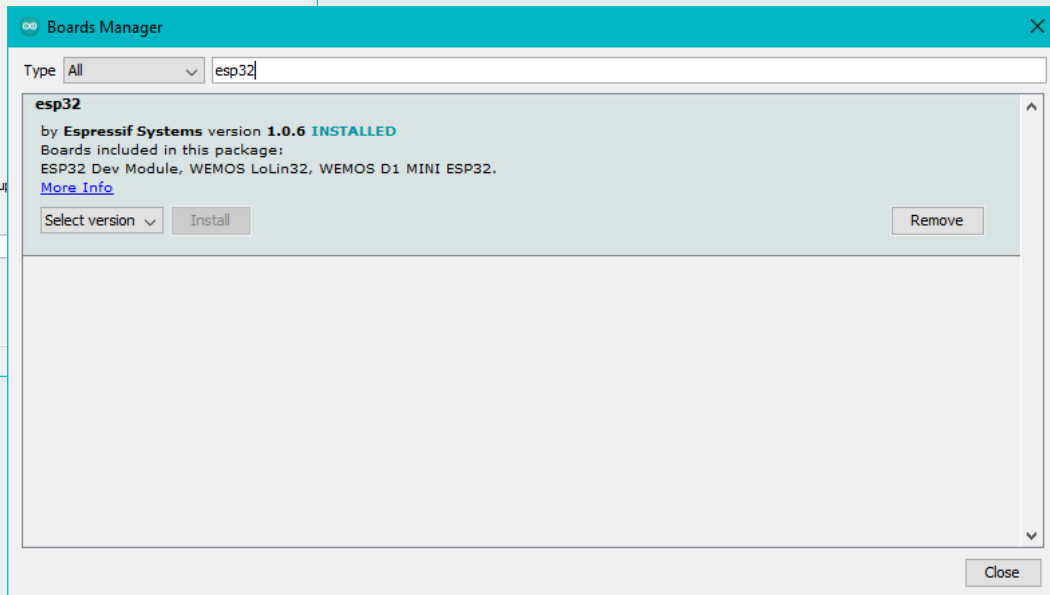 Boards Manager
Type All esp32
esp32
by Espressif Systems version 1.0.6 INSTALLED
Boards included in this package:
ESP32 Dev Module, WEMOS LoLin32, WEMOS D1 MINI ESP32.
More Info
Select version Install Remove
Close